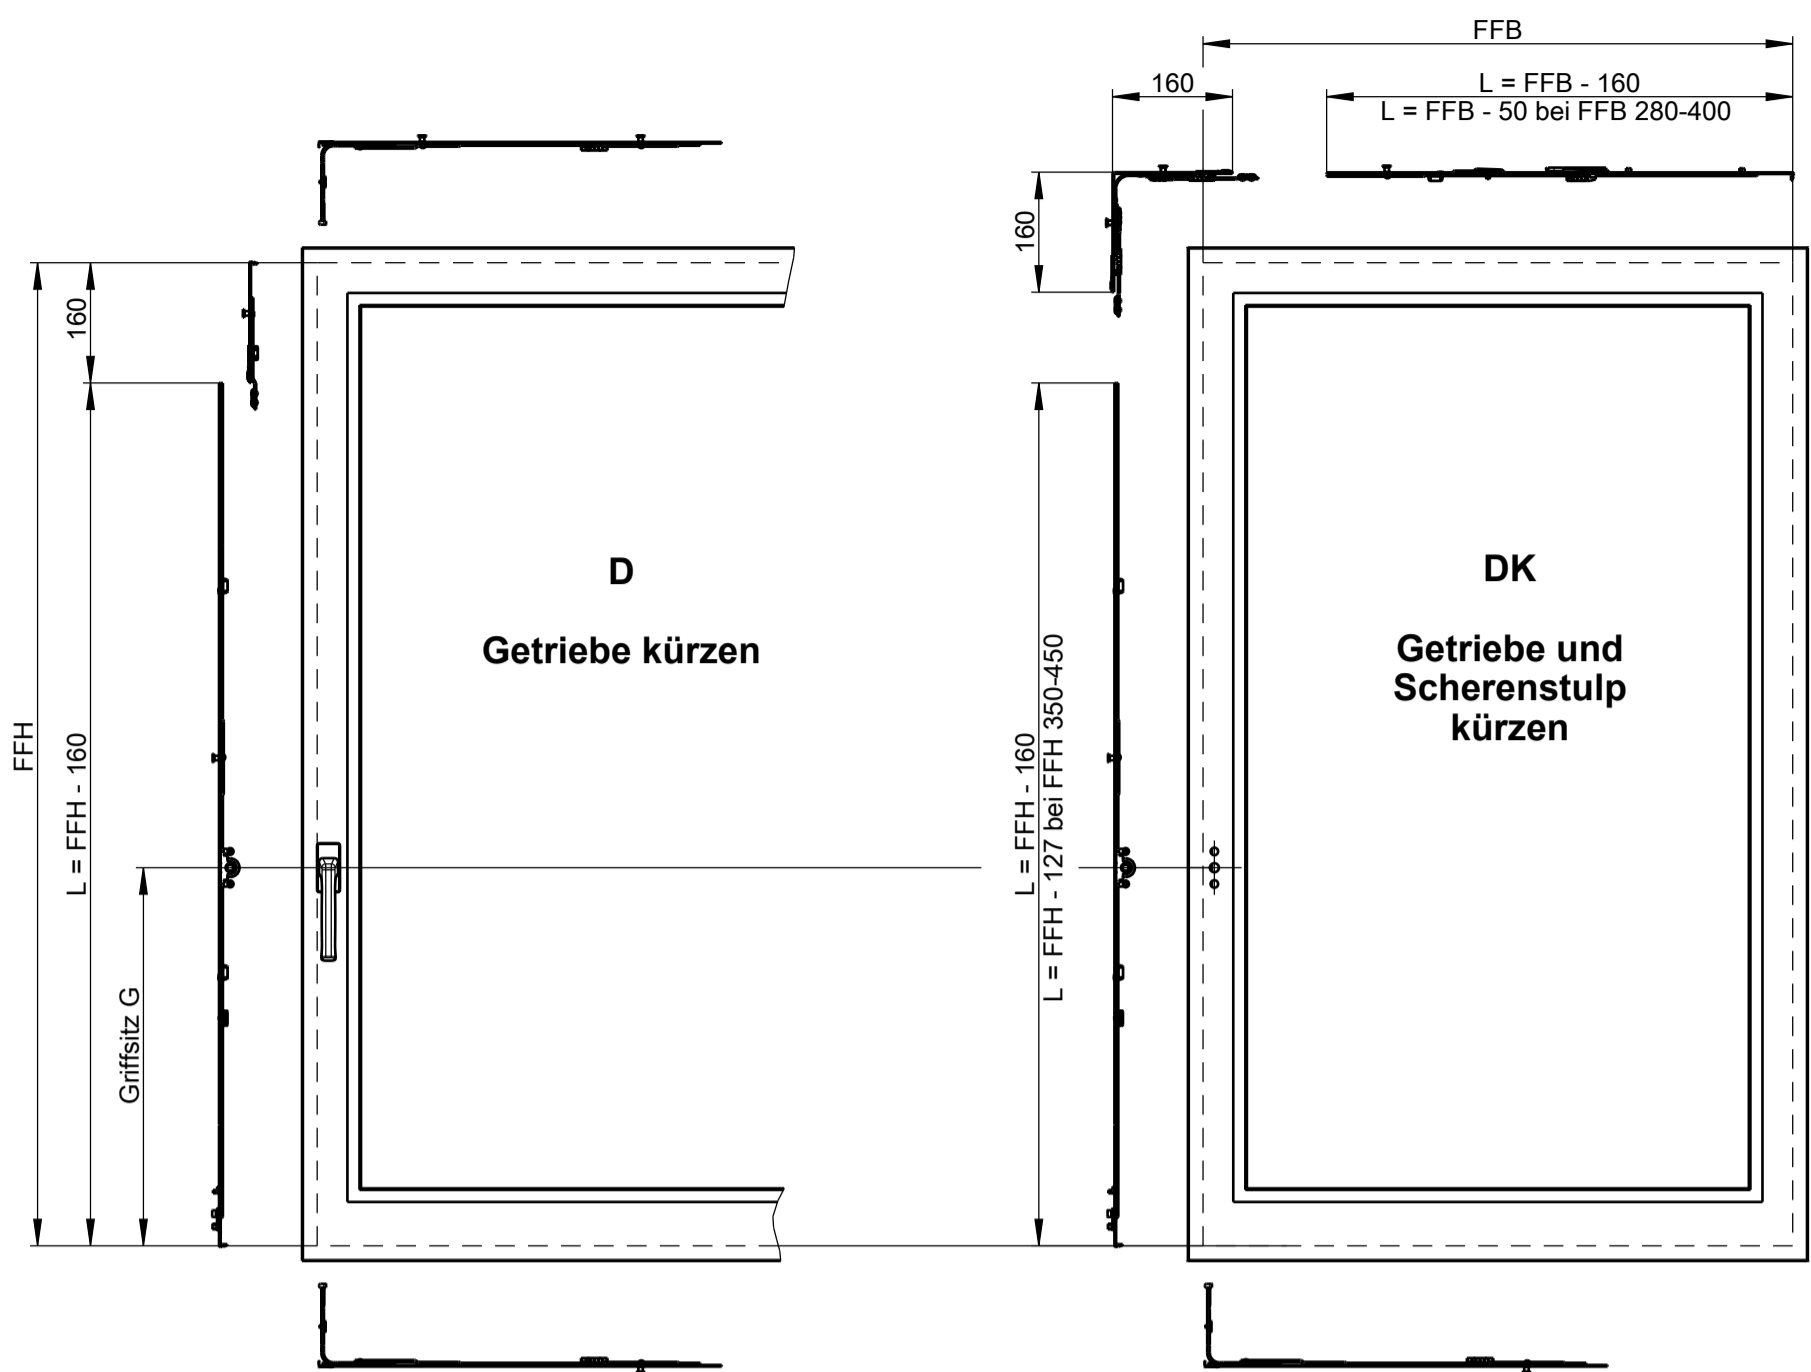 FFB
160
L = FFB - 160
L = FFB - 50 bei FFB 280-400
160
160
D
Getriebe kürzen
DK
Getriebe und
Scherenstulp
kürzen
FFH
L = FFH - 160
L = FFH - 160
L = FFH - 127 bei FFH 350-450
Griffsitz G